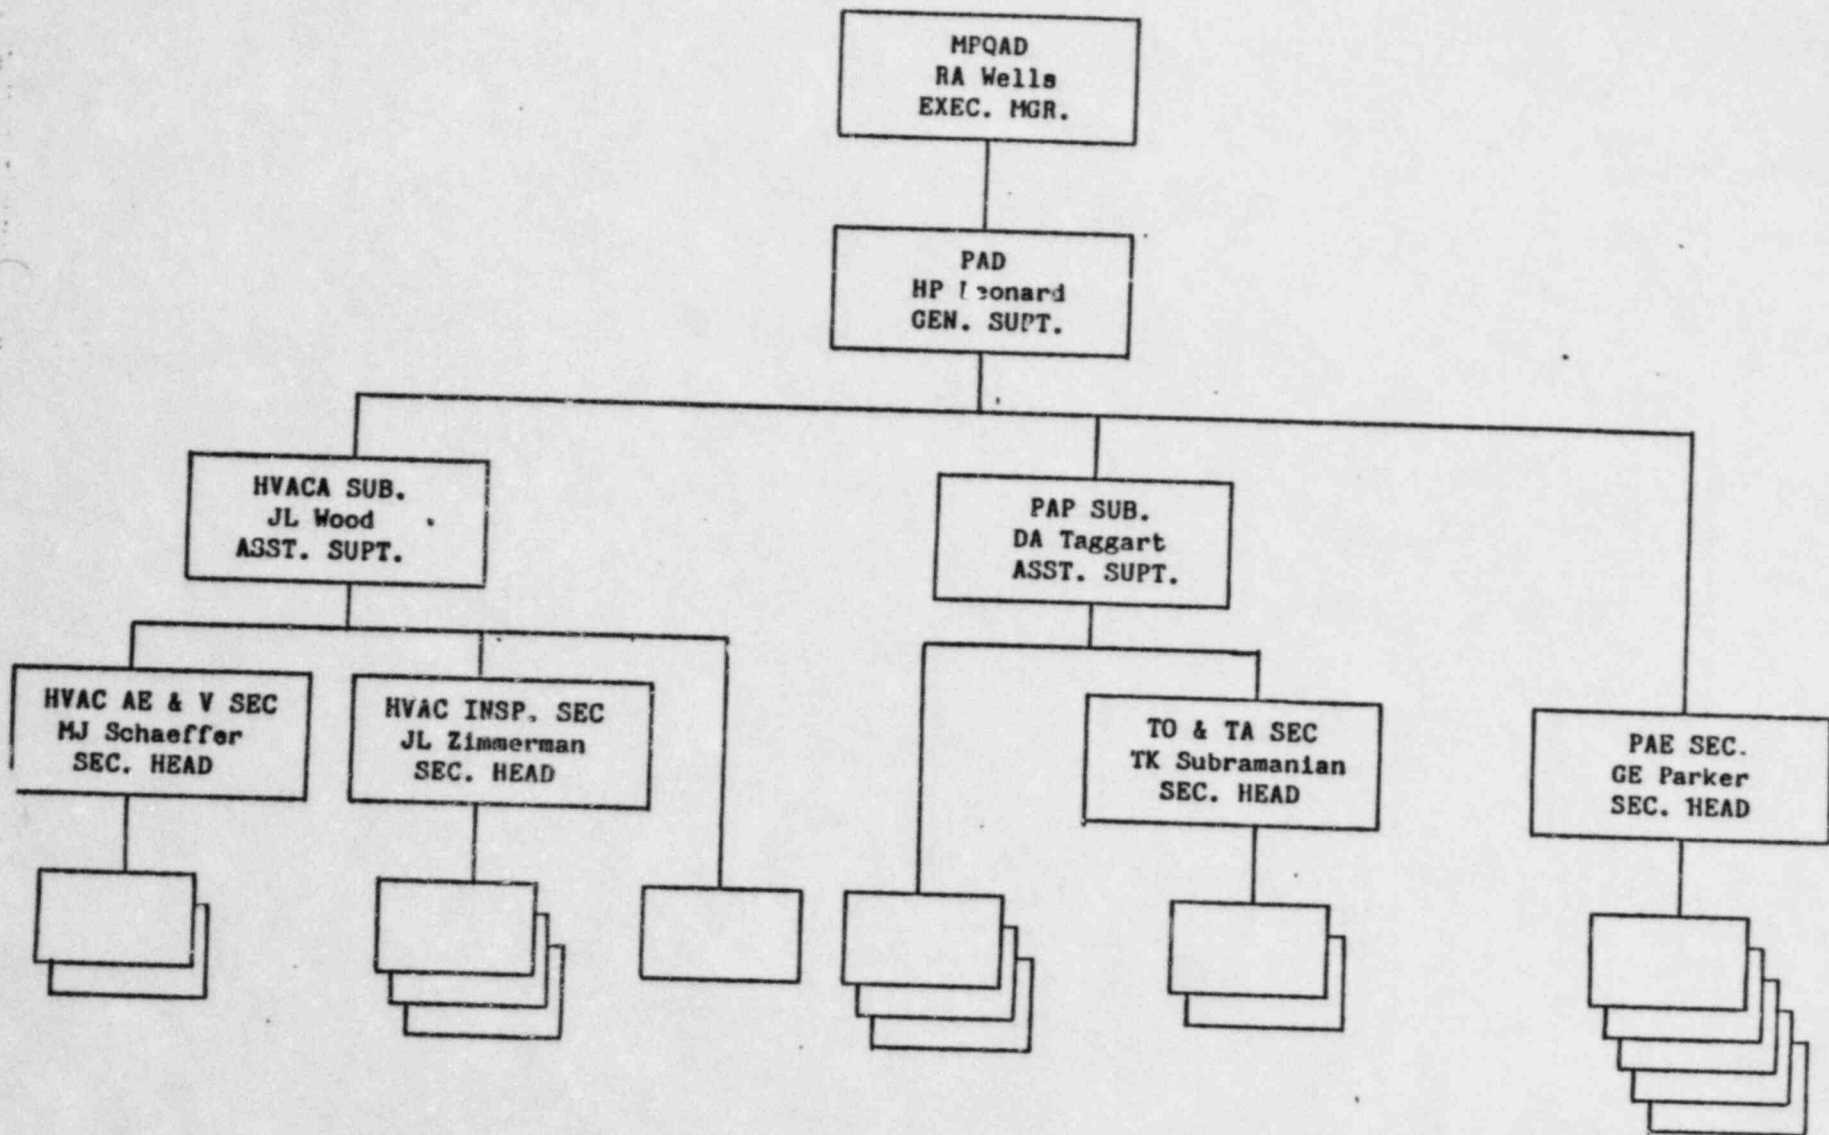 MPQAD
RA Wells
EXEC. MGR.
PAD
HP Leonard
GEN. SUPT.
HVACA SUB.
JL Wood
ASST. SUPT.
PAP SUB.
DA Taggart
ASST. SUPT.
HVAC AE & V SEC
MJ Schaeffer
SEC. HEAD
HVAC INSP. SEC
JL Zimmerman
SEC. HEAD
TO & TA SEC
TK Subramanian
SEC. HEAD
PAE SEC.
GE Parker
SEC. HEAD